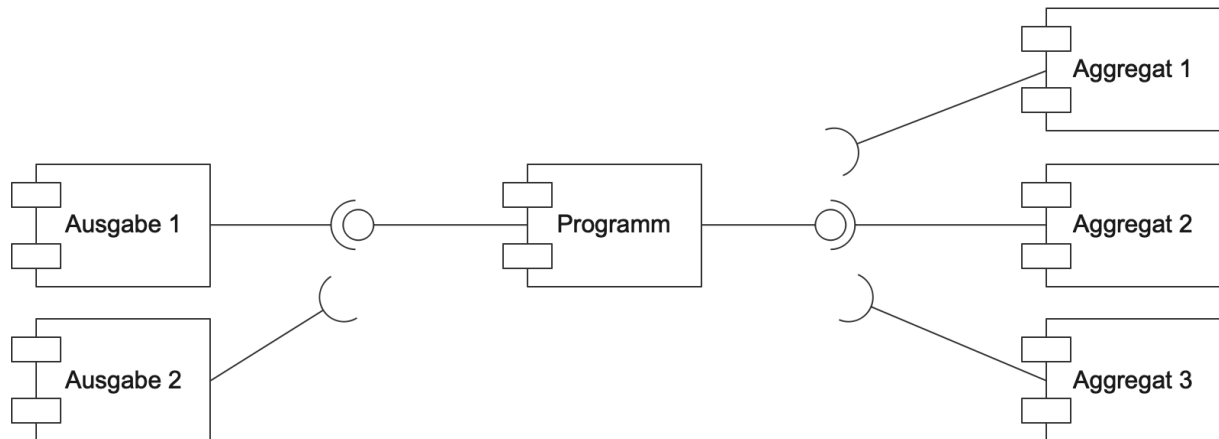 Aggregat 1
Ausgabe 1
Programm
Aggregat 2
Ausgabe 2
Aggregat 3